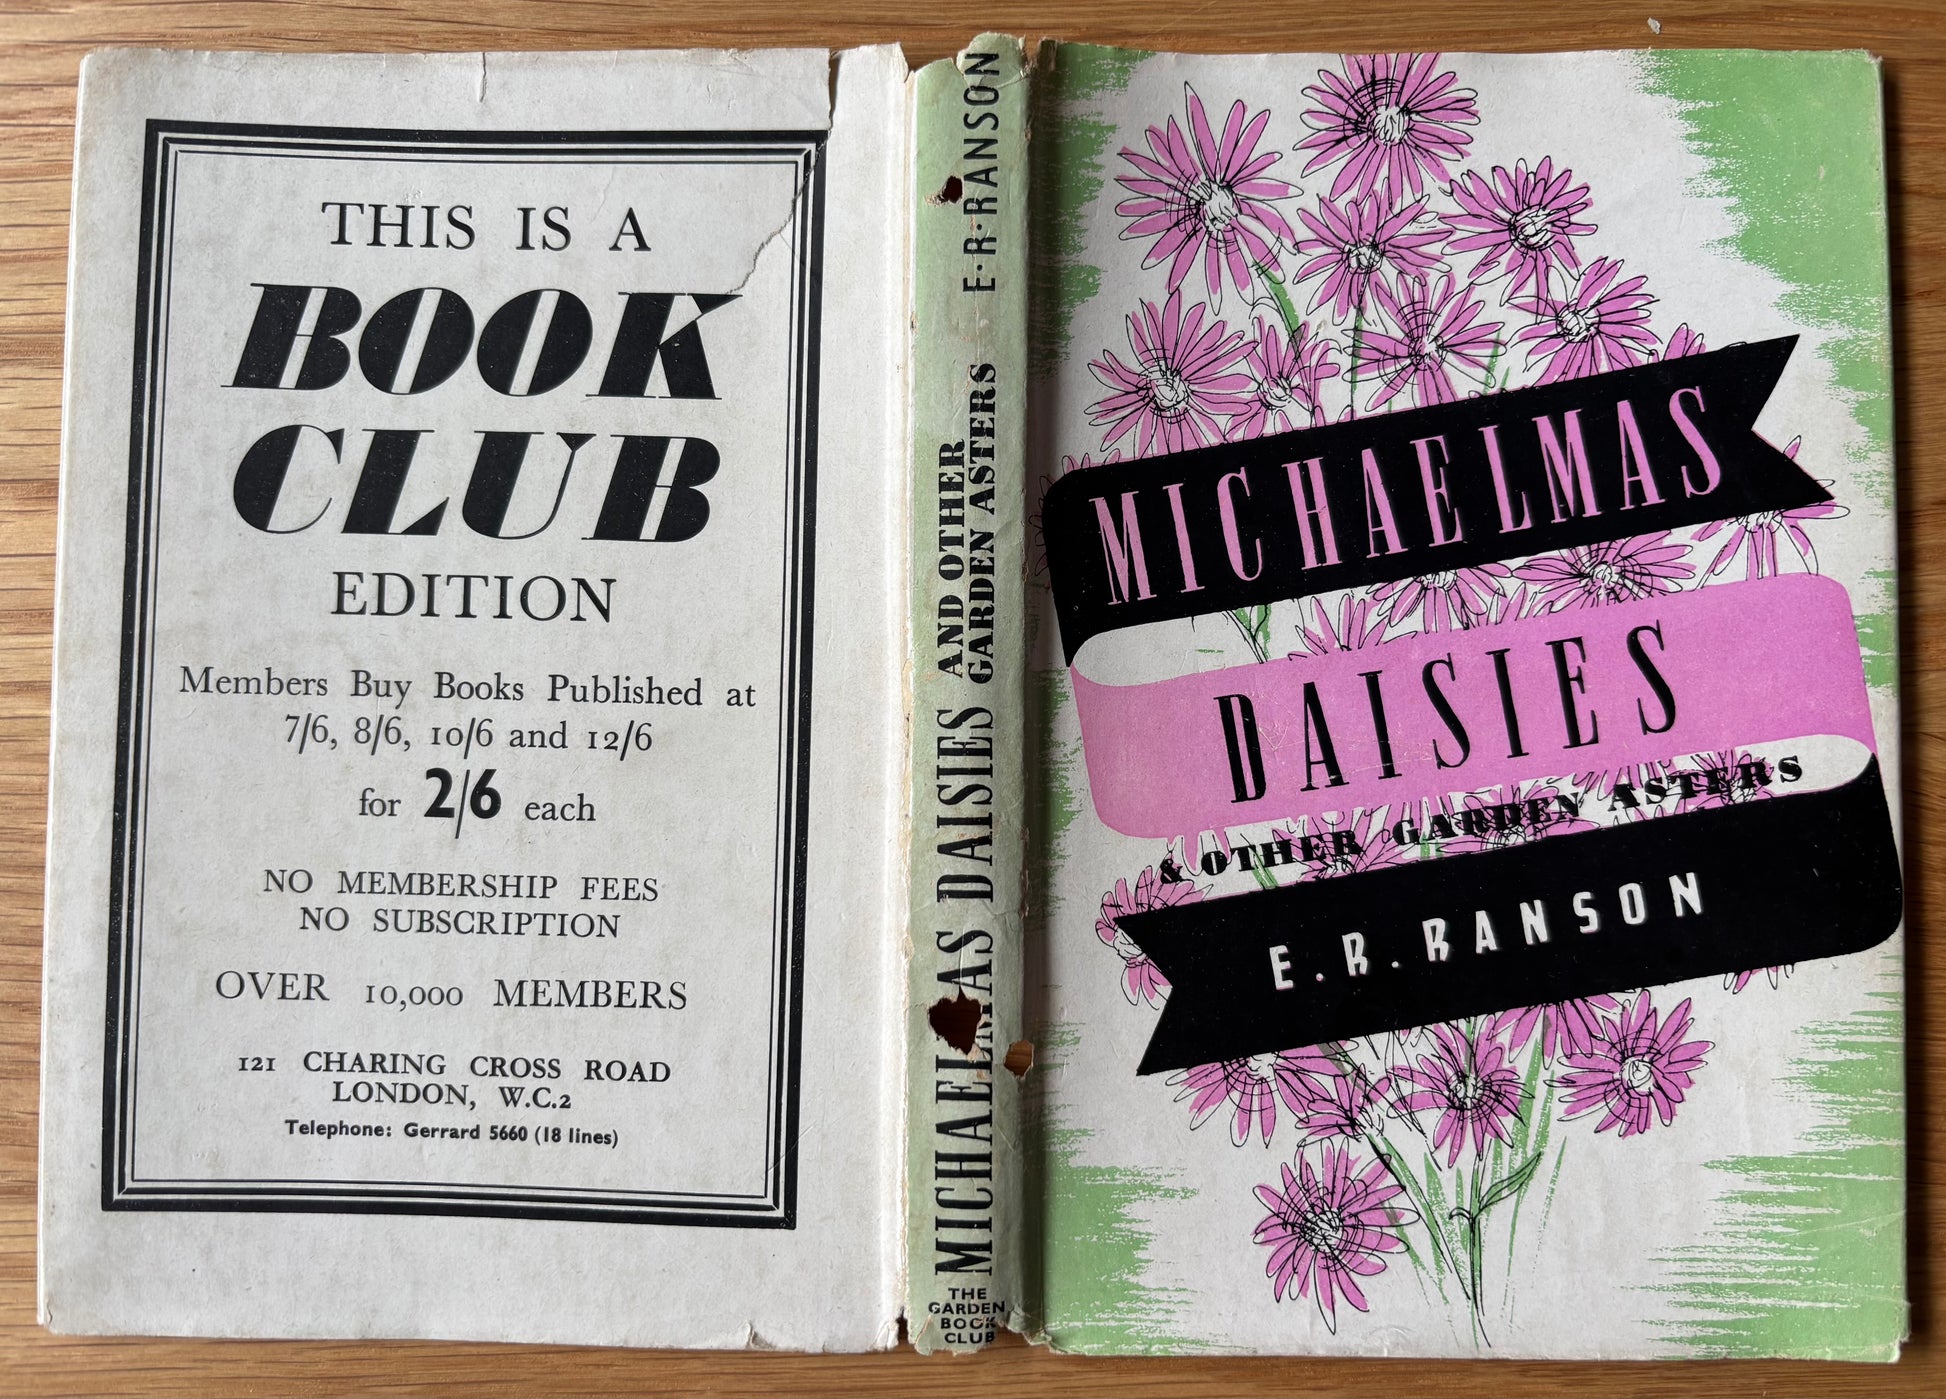 THIS IS A
BOOK
CLUB
EDITION
Members Buy Books Published at
7/6, 8/6, 10/6 and 12/6
for 2/6 each
NO MEMBERSHIP FEES
NO SUBSCRIPTION
OVER 10,000 MEMBERS
121 CHARING CROSS ROAD
LONDON, W.C.2
Telephone: Gerrard 5660 (18 lines)
MICHAELMAS DAISIES AND OTHER
GARDEN ASTERS
E·R·RANSON
THE
GARDEN
BOOK
CLUB
MICHAELMAS
DAISIES
& OTHER GARDEN ASTERS
E.R.RANSON